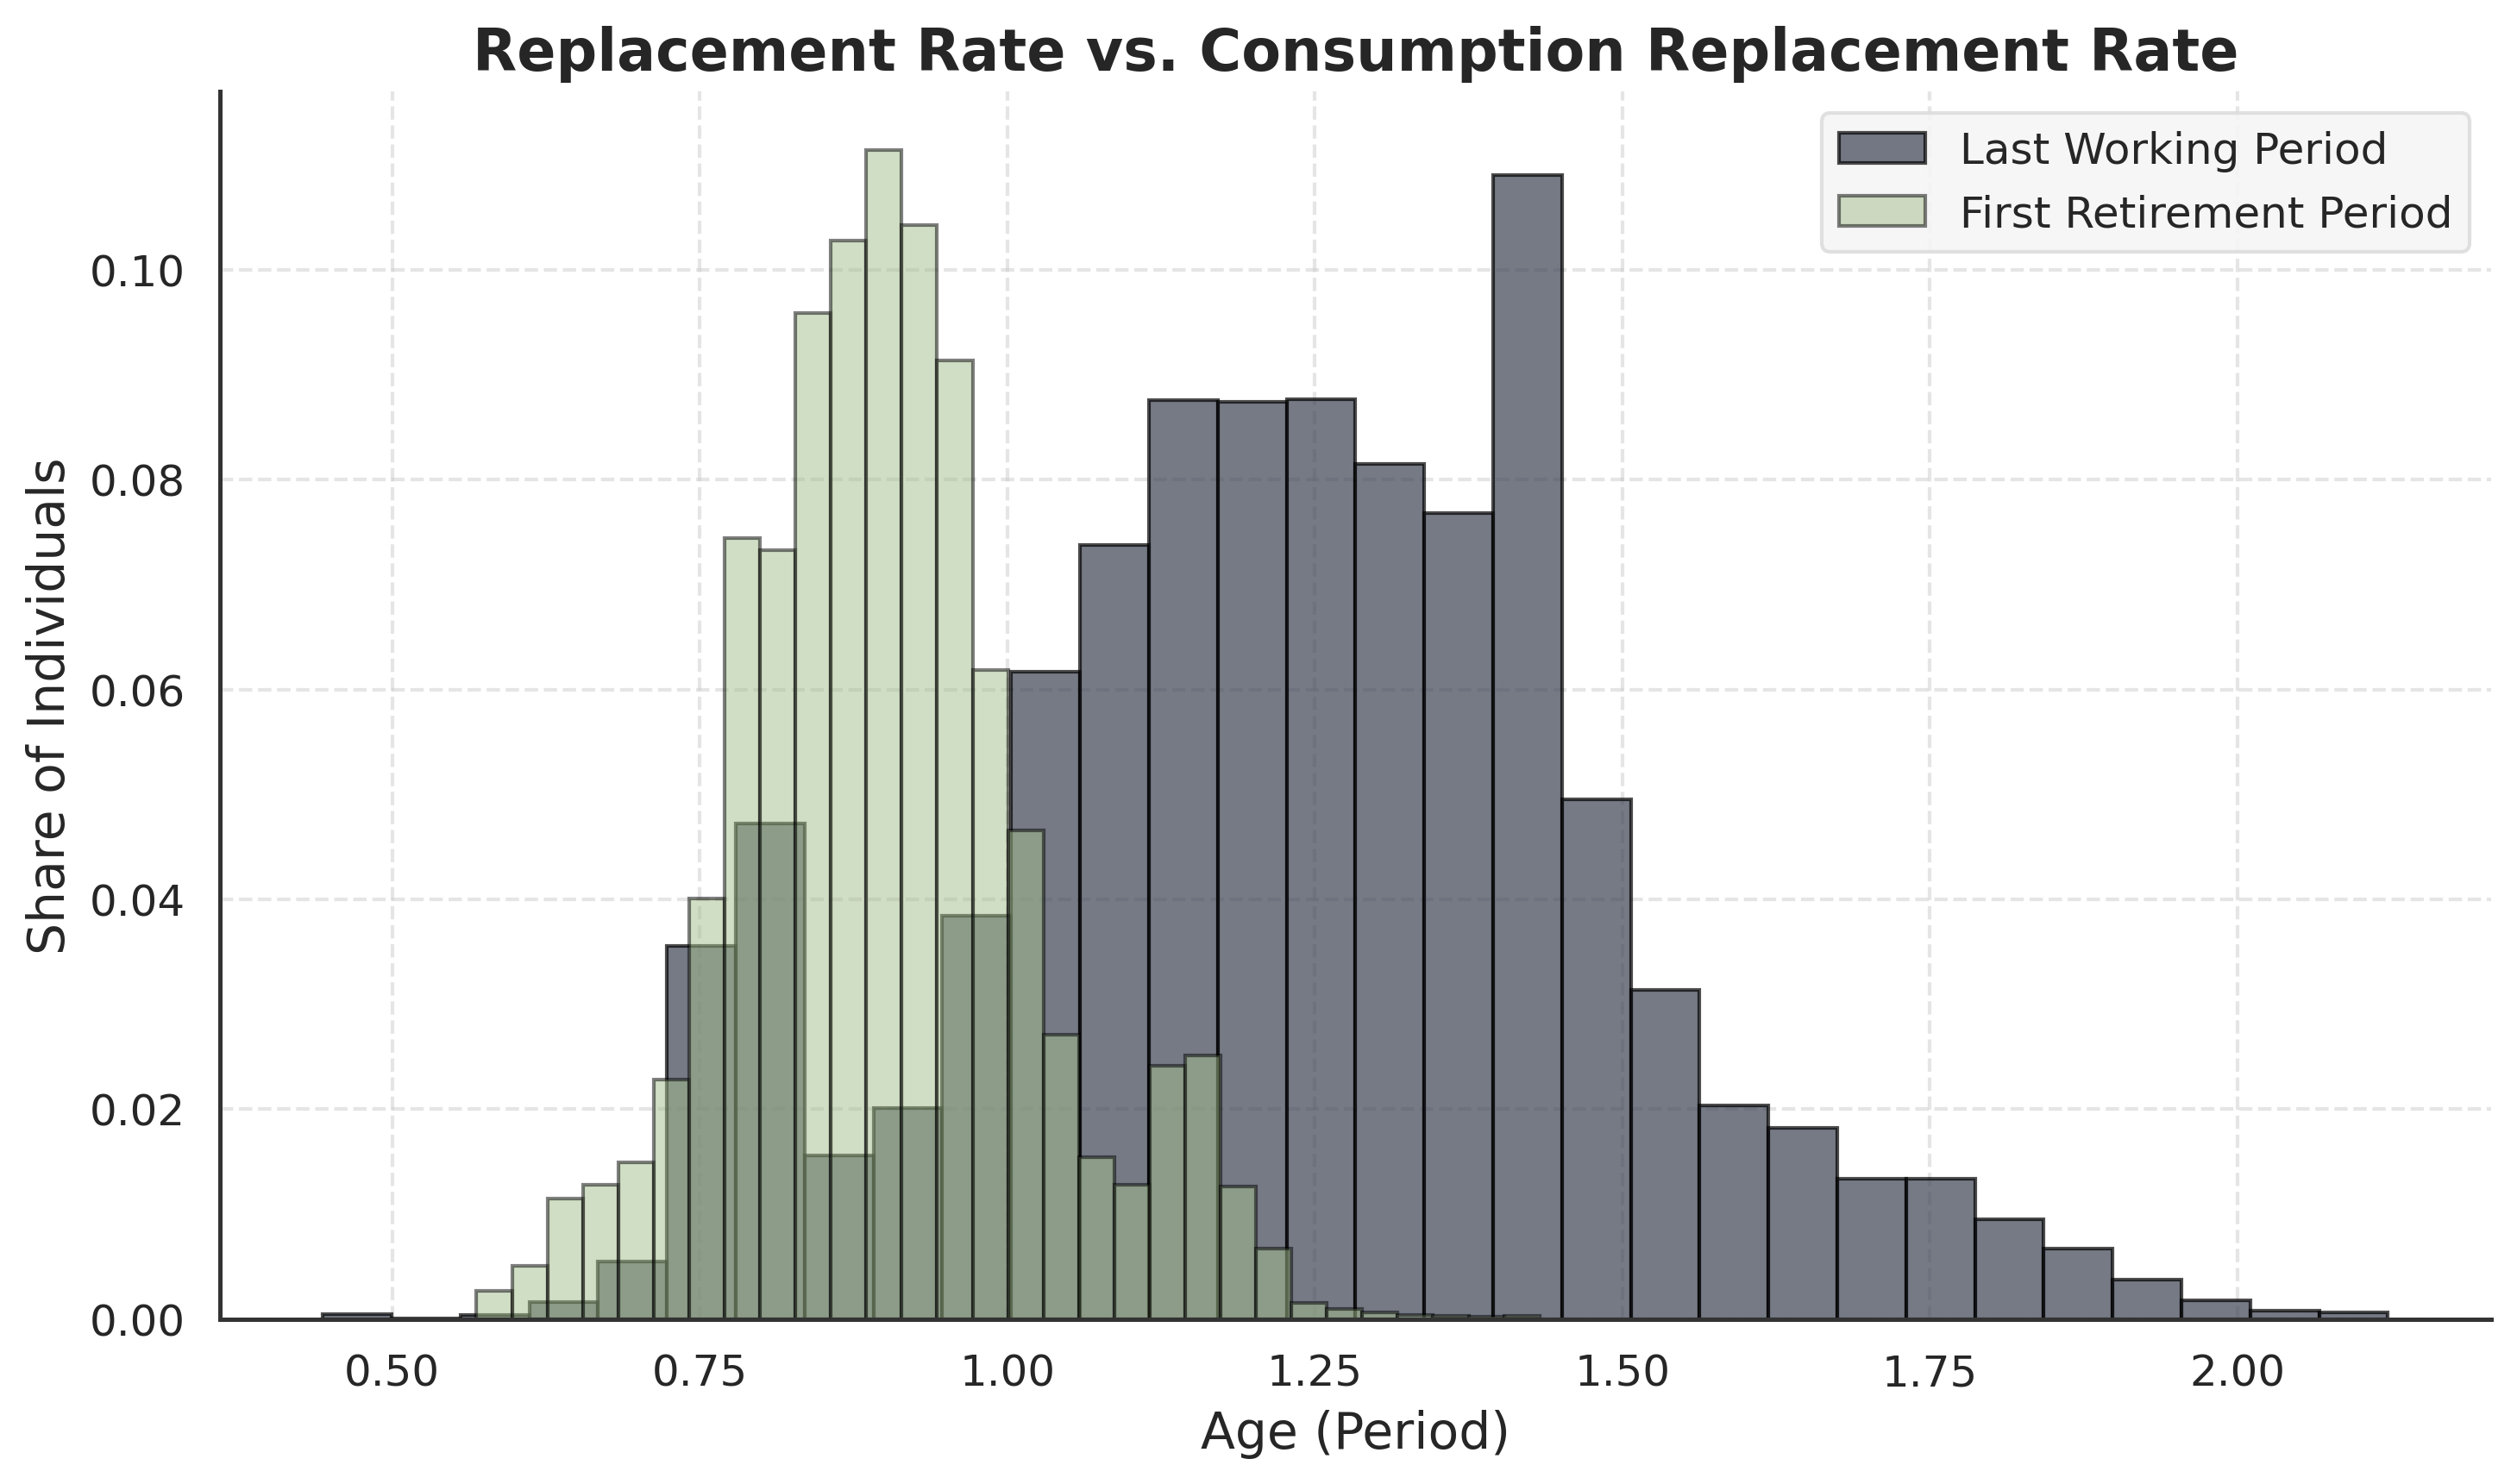 Replacement Rate vs. Consumption Replacement Rate
Last Working Period
First Retirement Period
Share of Individuals
0.10
0.08
0.06
0.04
0.02
0.00
0.50 0.75 1.00 1.25 1.50 1.75 2.00
Age (Period)